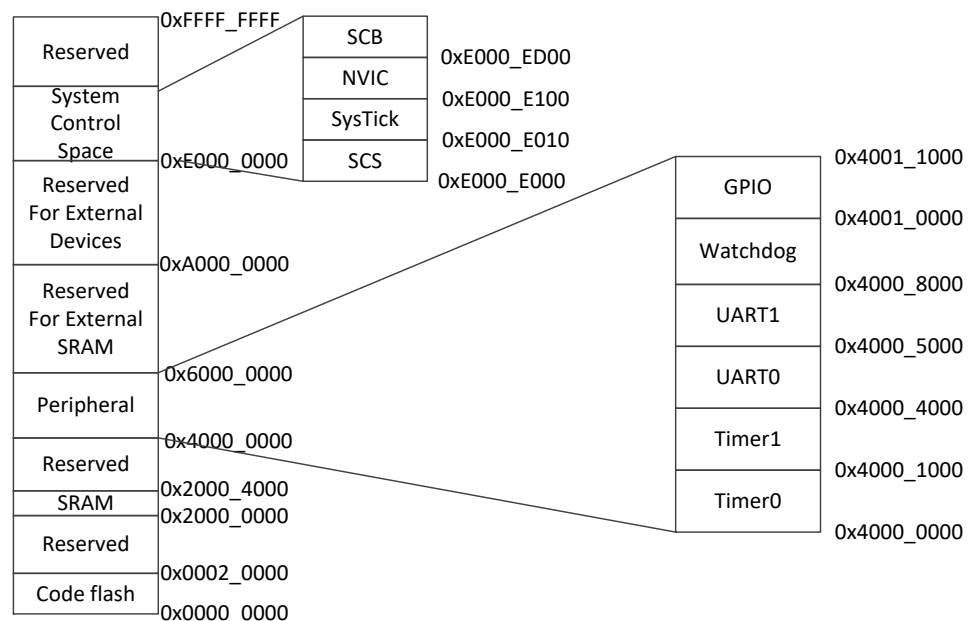 0xFFFF_FFFF
Reserved
System
Control
Space
0xE000_0000
Reserved
For External
Devices
0xA000_0000
Reserved
For External
SRAM
0x6000_0000
Peripheral
0x4000_0000
Reserved
0x2000_4000
SRAM
0x2000_0000
Reserved
0x0002_0000
Code flash
0x0000_0000
SCB
0xE000_ED00
NVIC
0xE000_E100
SysTick
0xE000_E010
SCS
0xE000_E000
0x4001_1000
GPIO
0x4001_0000
Watchdog
0x4000_8000
UART1
0x4000_5000
UART0
0x4000_4000
Timer1
0x4000_1000
Timer0
0x4000_0000